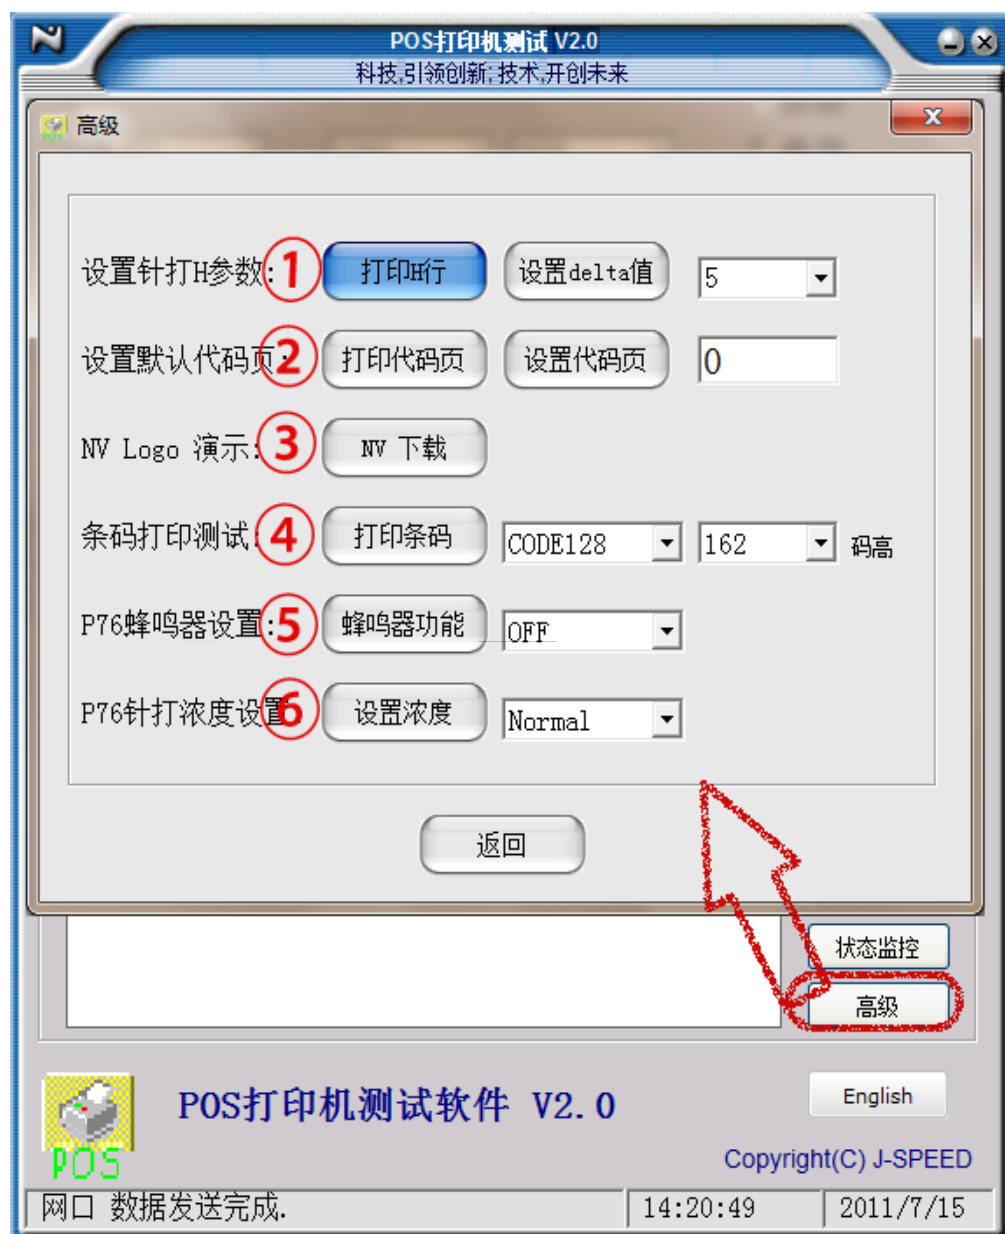 POS打印机测试 V2.0
科技,引领创新;技术,开创未来
POS 高级
设置针打H参数: 1 打印H行 设置delta值 5
设置默认代码页: 2 打印代码页 设置代码页 0
NV Logo 演示: 3 NV 下载
条码打印测试: 4 打印条码 CODE128 162 码高
P76蜂鸣器设置: 5 蜂鸣器功能 OFF
P76针打浓度设置 6 设置浓度 Normal
返回
状态监控
高级
POS POS打印机测试软件 V2.0 English
Copyright(C) J-SPEED
网口 数据发送完成. 14:20:49 2011/7/15